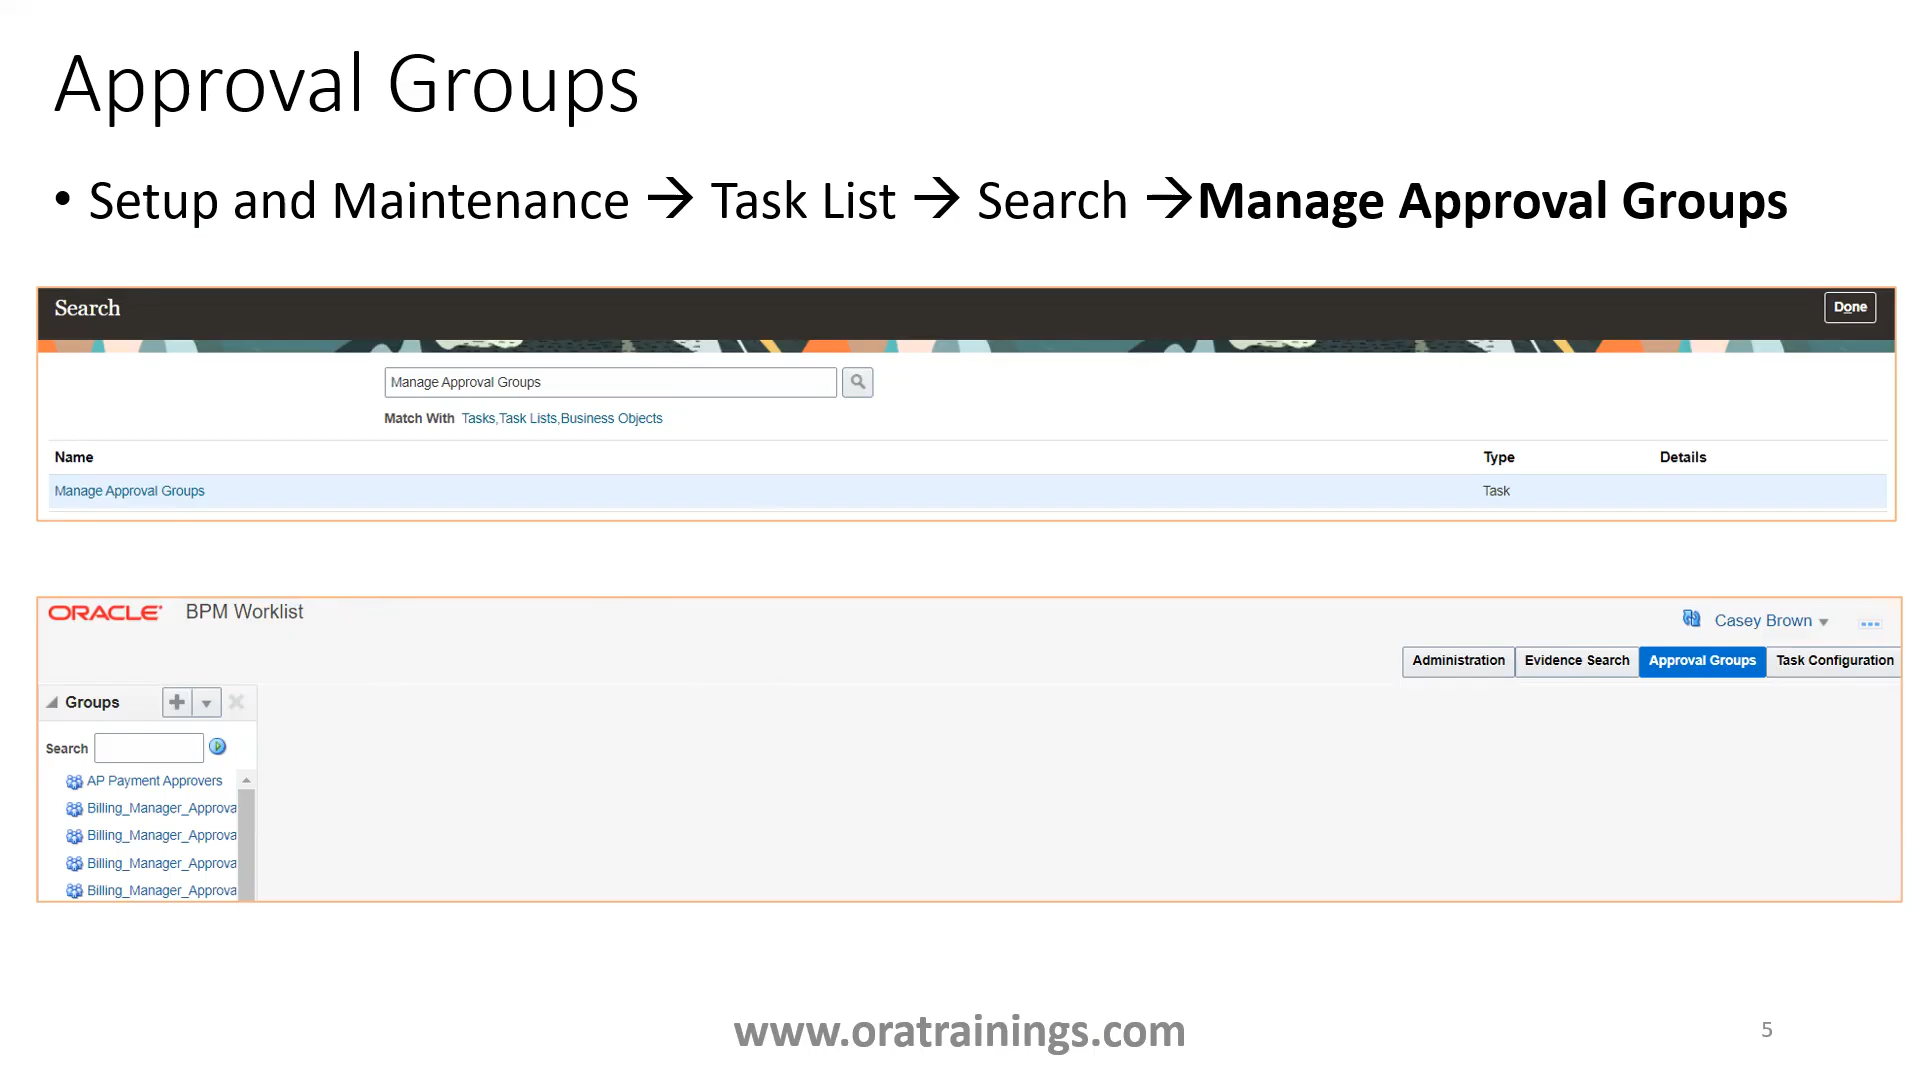 Approval Groups
• Setup and Maintenance → Task List → Search →Manage Approval Groups
Search
Done
Manage Approval Groups
Match With Tasks,Task Lists,Business Objects
Name Type Details
Manage Approval Groups Task
ORACLE BPM Worklist
Casey Brown
Administration Evidence Search Approval Groups Task Configuration
Groups
Search
AP Payment Approvers
Billing_Manager_Approva
Billing_Manager_Approva
Billing_Manager_Approva
Billing_Manager_Approva
www.oratrainings.com
5